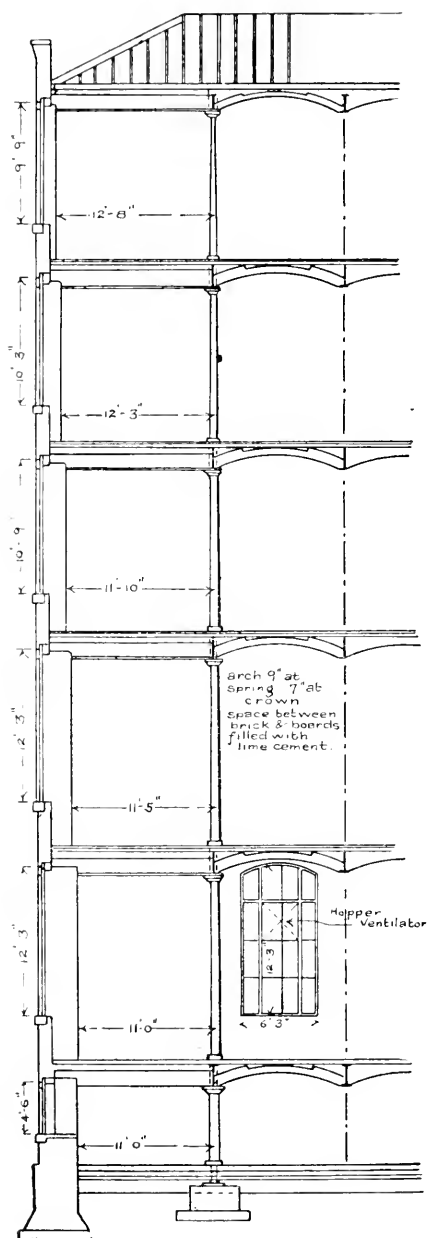 9'-9"
12'-8"
10'-3"
12'-3"
10'-9"
11'-10"
arch 9" at
spring 7" at
crown
space between
brick & boards
filled with
lime cement.
12'-3"
11'-5"
12'-3"
Hopper
Ventilator
12'-3"
6'3"
11'-0"
4'-6"
11'0"